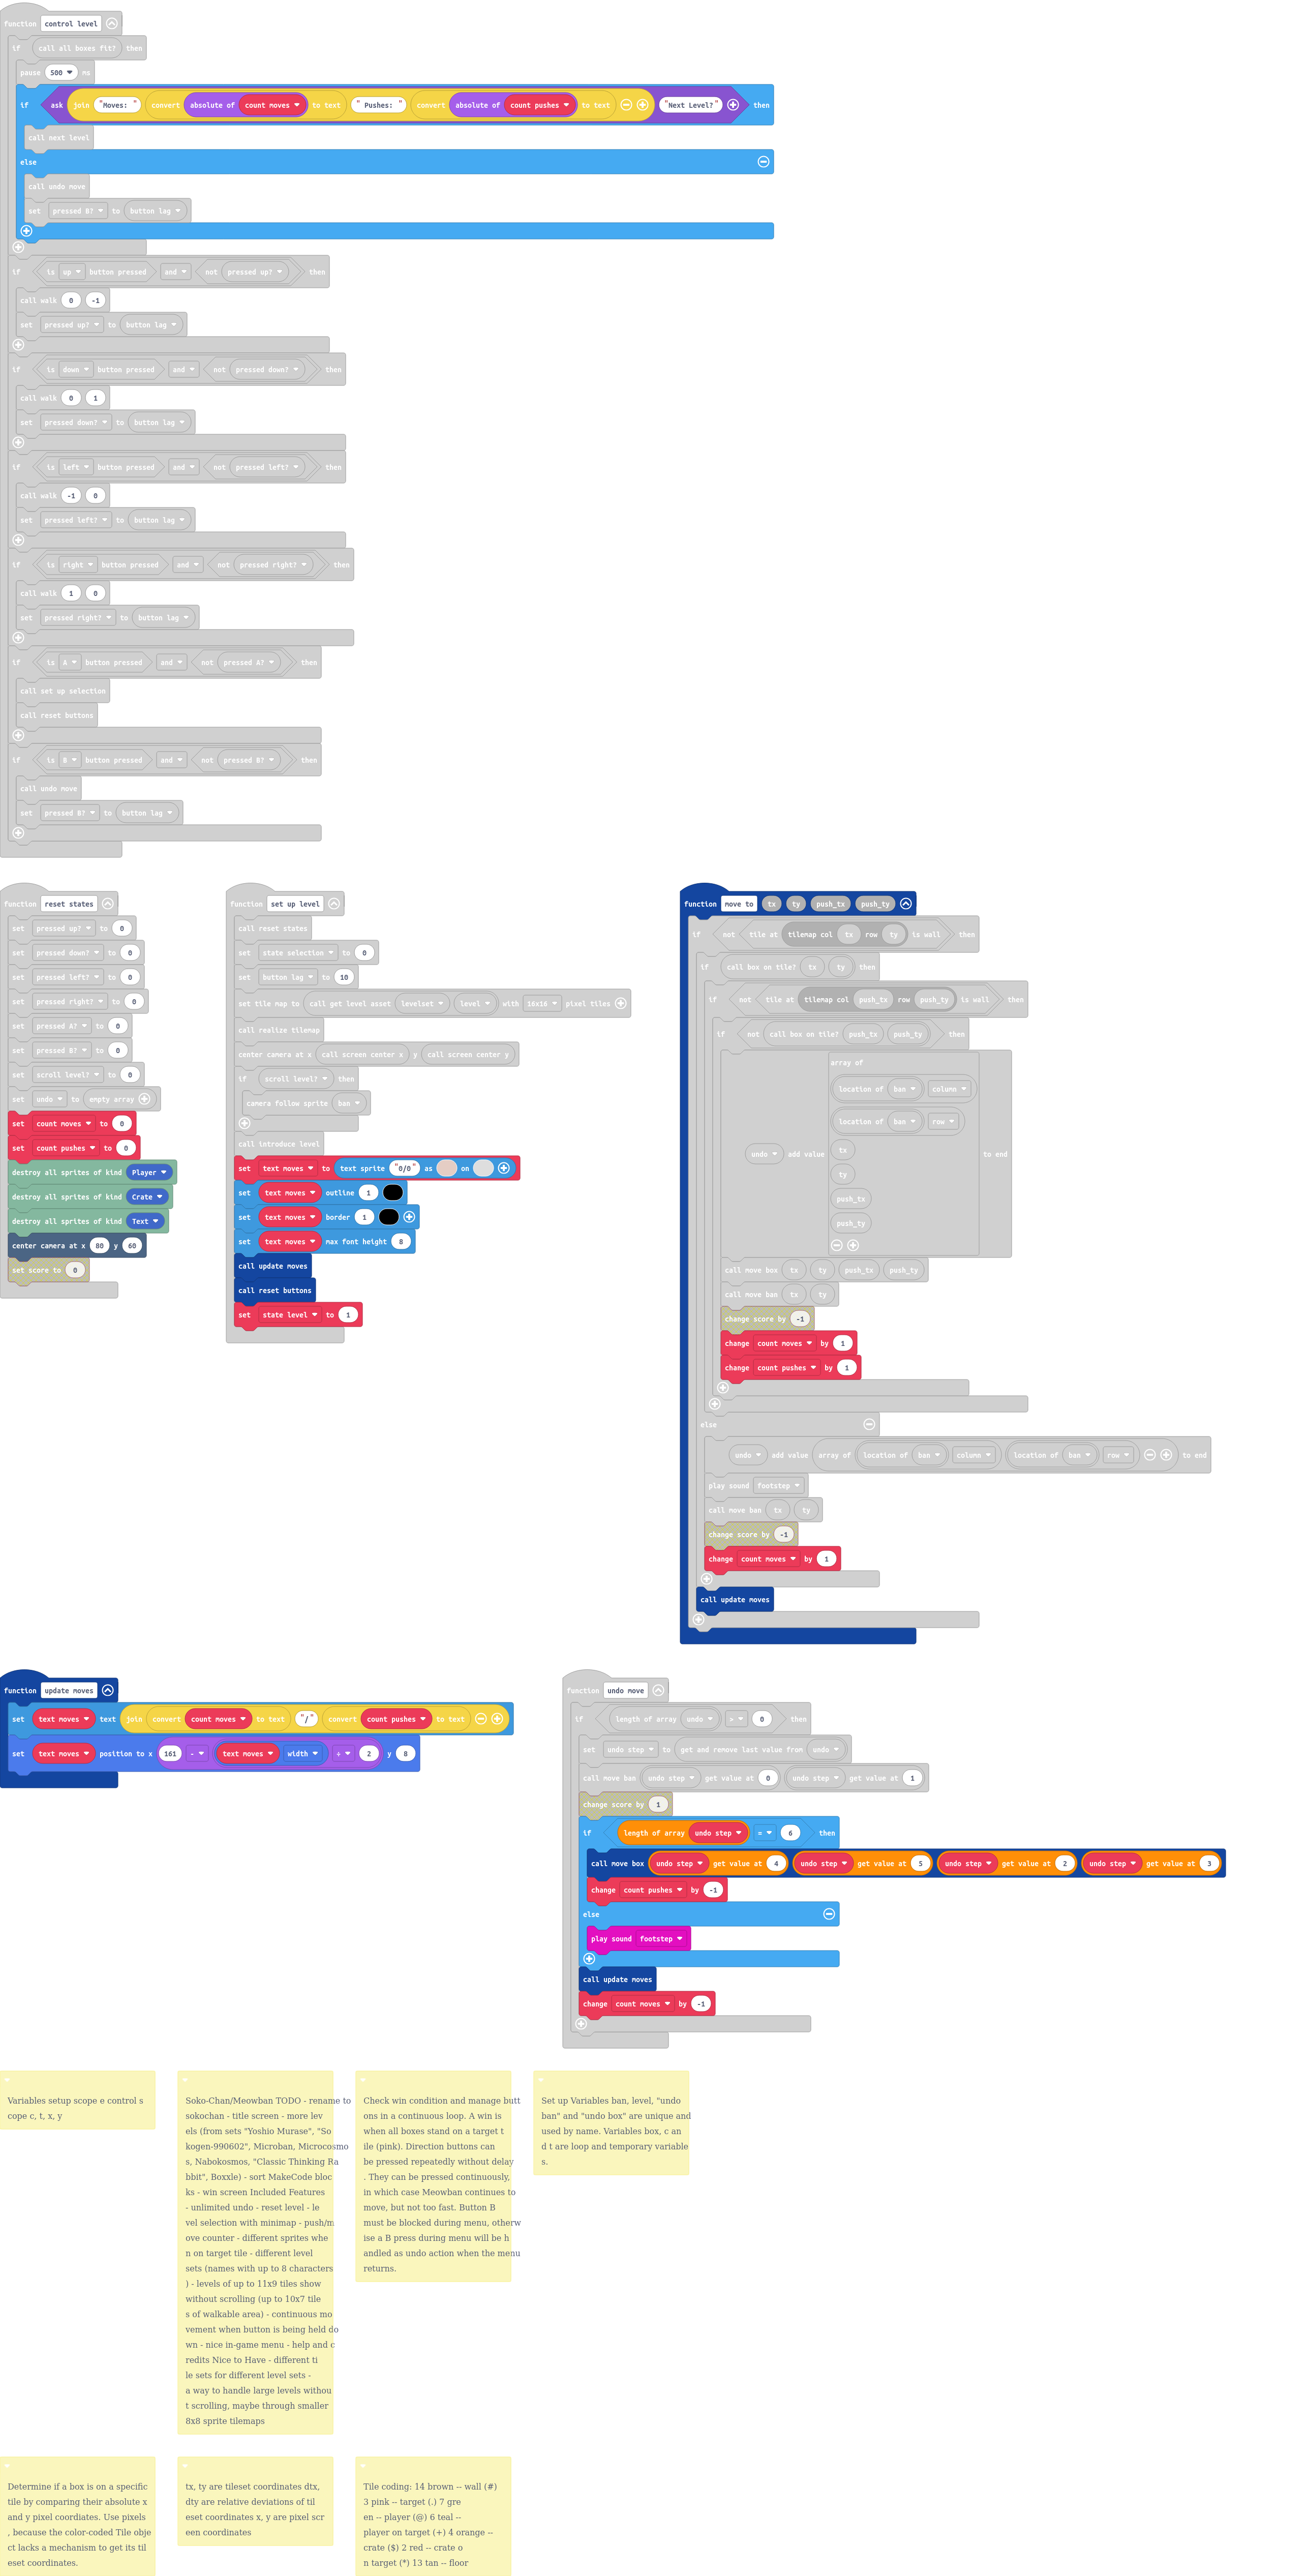 function control level
if call all boxes fit? then
pause 500 ms
if ask join "Moves: " convert absolute of count moves to text " Pushes: " convert absolute of count pushes to text "Next Level?" then
call next level
else
call undo move
set pressed B? to button lag
if is up button pressed and not pressed up? then
call walk 0 -1
set pressed up? to button lag
if is down button pressed and not pressed down? then
call walk 0 1
set pressed down? to button lag
if is left button pressed and not pressed left? then
call walk -1 0
set pressed left? to button lag
if is right button pressed and not pressed right? then
call walk 1 0
set pressed right? to button lag
if is A button pressed and not pressed A? then
call set up selection
call reset buttons
if is B button pressed and not pressed B? then
call undo move
set pressed B? to button lag
function reset states
set pressed up? to 0
set pressed down? to 0
set pressed left? to 0
set pressed right? to 0
set pressed A? to 0
set pressed B? to 0
set scroll level? to 0
set undo to empty array
set count moves to 0
set count pushes to 0
destroy all sprites of kind Player
destroy all sprites of kind Crate
destroy all sprites of kind Text
center camera at x 80 y 60
set score to 0
function set up level
call reset states
set state selection to 0
set button lag to 10
set tile map to call get level asset levelset level with 16x16 pixel tiles
call realize tilemap
center camera at x call screen center x y call screen center y
if scroll level? then
camera follow sprite ban
call introduce level
set text moves to text sprite "0/0" as on
set text moves outline 1
set text moves border 1
set text moves max font height 8
call update moves
call reset buttons
set state level to 1
function move to tx ty push_tx push_ty
if not tile at tilemap col tx row ty is wall then
if call box on tile? tx ty then
if not tile at tilemap col push_tx row push_ty is wall then
if not call box on tile? push_tx push_ty then
array of
location of ban column
location of ban row
undo add value tx to end
ty
push_tx
push_ty
call move box tx ty push_tx push_ty
call move ban tx ty
change score by -1
change count moves by 1
change count pushes by 1
else
undo add value array of location of ban column location of ban row to end
play sound footstep
call move ban tx ty
change score by -1
change count moves by 1
call update moves
function update moves
set text moves text join convert count moves to text "/" convert count pushes to text
set text moves position to x 161 - text moves width ÷ 2 y 8
function undo move
if length of array undo > 0 then
set undo step to get and remove last value from undo
call move ban undo step get value at 0 undo step get value at 1
change score by 1
if length of array undo step = 6 then
call move box undo step get value at 4 undo step get value at 5 undo step get value at 2 undo step get value at 3
change count pushes by -1
else
play sound footstep
call update moves
change count moves by -1
Variables setup scope e control s
cope c, t, x, y
Soko-Chan/Meowban TODO - rename to
sokochan - title screen - more lev
els (from sets "Yoshio Murase", "So
kogen-990602", Microban, Microcosmo
s, Nabokosmos, "Classic Thinking Ra
bbit", Boxxle) - sort MakeCode bloc
ks - win screen Included Features
- unlimited undo - reset level - le
vel selection with minimap - push/m
ove counter - different sprites whe
n on target tile - different level
sets (names with up to 8 characters
) - levels of up to 11x9 tiles show
without scrolling (up to 10x7 tile
s of walkable area) - continuous mo
vement when button is being held do
wn - nice in-game menu - help and c
redits Nice to Have - different ti
le sets for different level sets -
a way to handle large levels withou
t scrolling, maybe through smaller
8x8 sprite tilemaps
Check win condition and manage butt
ons in a continuous loop. A win is
when all boxes stand on a target t
ile (pink). Direction buttons can
be pressed repeatedly without delay
. They can be pressed continuously,
in which case Meowban continues to
move, but not too fast. Button B
must be blocked during menu, otherw
ise a B press during menu will be h
andled as undo action when the menu
returns.
Set up Variables ban, level, "undo
ban" and "undo box" are unique and
used by name. Variables box, c an
d t are loop and temporary variable
s.
Determine if a box is on a specific
tile by comparing their absolute x
and y pixel coordiates. Use pixels
, because the color-coded Tile obje
ct lacks a mechanism to get its til
eset coordinates.
tx, ty are tileset coordinates dtx,
dty are relative deviations of til
eset coordinates x, y are pixel scr
een coordinates
Tile coding: 14 brown -- wall (#)
3 pink -- target (.) 7 gre
en -- player (@) 6 teal --
player on target (+) 4 orange --
crate ($) 2 red -- crate o
n target (*) 13 tan -- floor